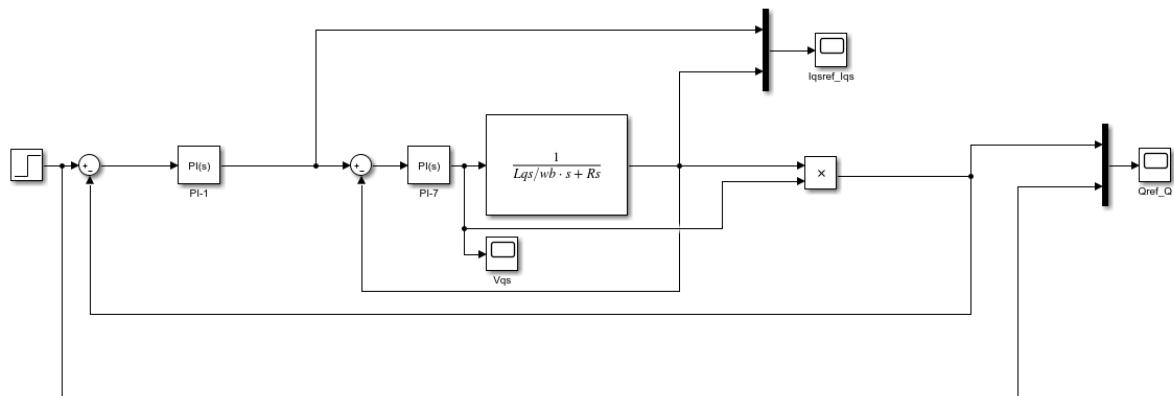 Iqsref_Iqs
+
−
PI(s)
PI-1
+
−
PI(s)
PI-7
1
Lqs/wb · s + Rs
×
Vqs
Qref_Q